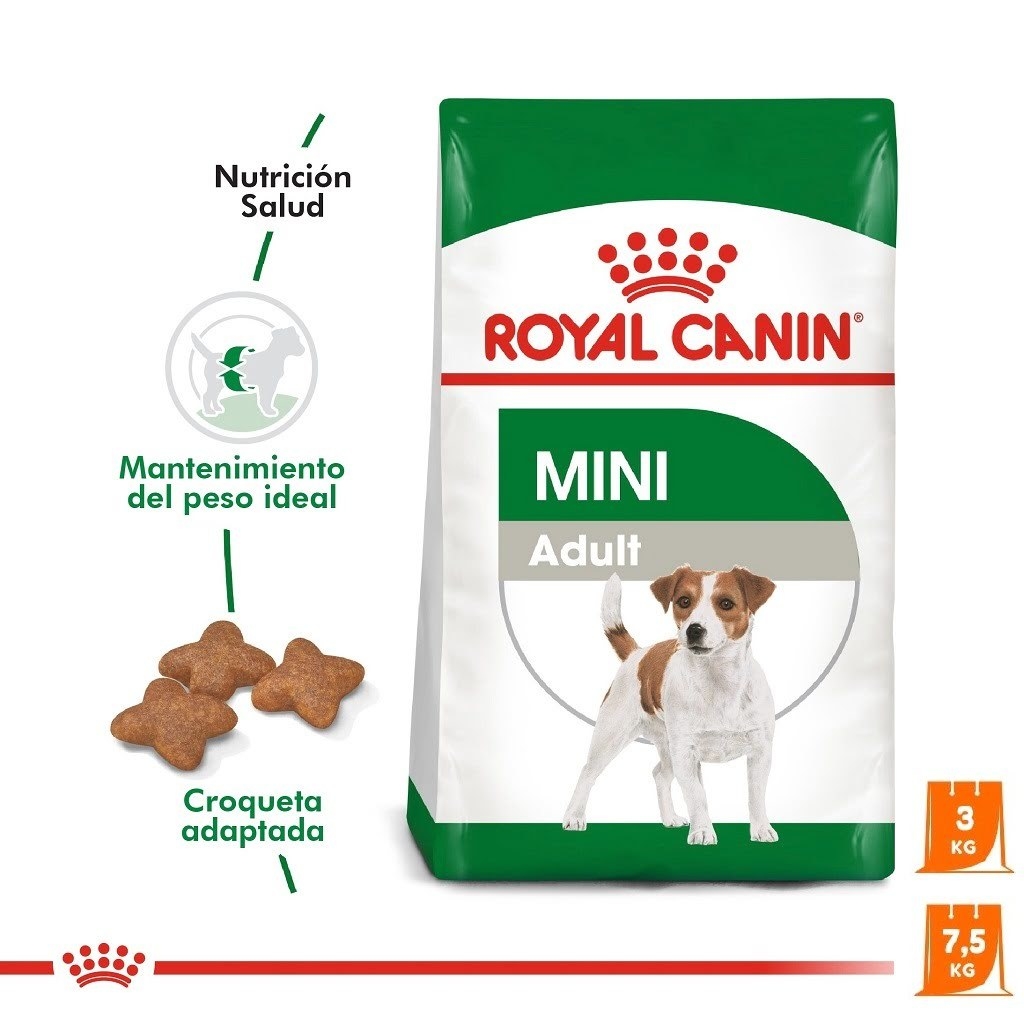 Nutrición
Salud
Mantenimiento
del peso ideal
Croqueta
adaptada
ROYAL CANIN®
MINI
Adult
3
KG
7,5
KG